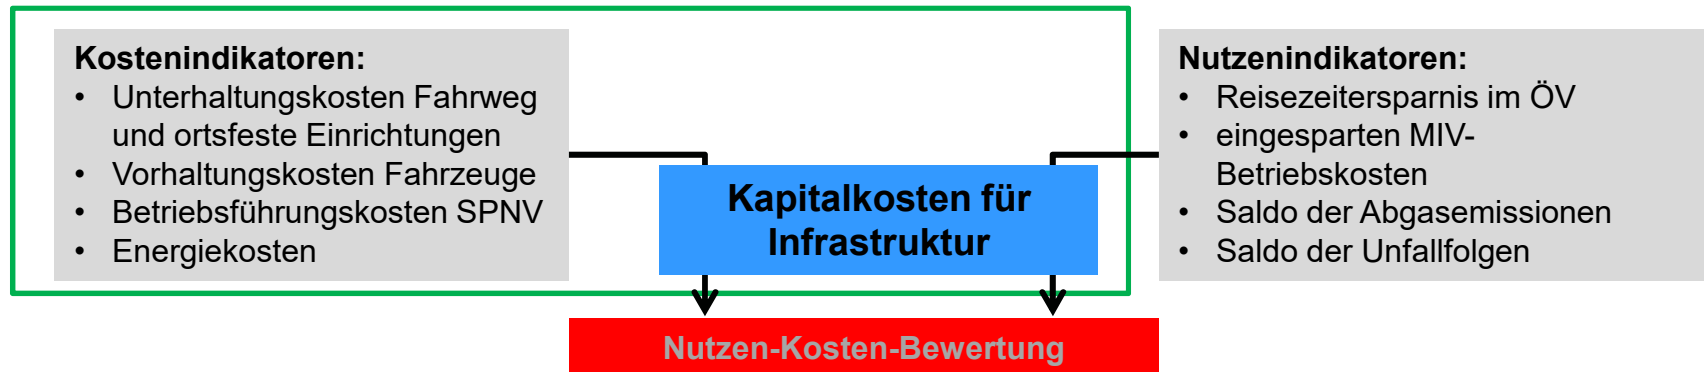 Kostenindikatoren:
• Unterhaltungskosten Fahrweg
und ortsfeste Einrichtungen
• Vorhaltungskosten Fahrzeuge
• Betriebsführungskosten SPNV
• Energiekosten
Kapitalkosten für
Infrastruktur
Nutzenindikatoren:
• Reisezeitersparnis im ÖV
• eingesparten MIV-
Betriebskosten
• Saldo der Abgasemissionen
• Saldo der Unfallfolgen
Nutzen-Kosten-Bewertung